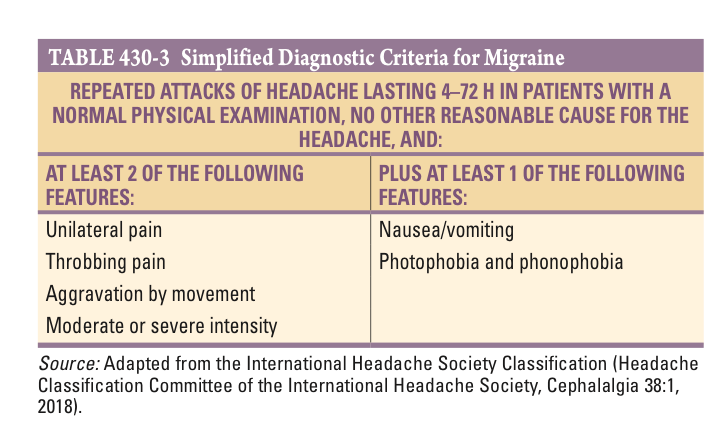 TABLE 430-3 Simplified Diagnostic Criteria for Migraine
REPEATED ATTACKS OF HEADACHE LASTING 4–72 H IN PATIENTS WITH A
NORMAL PHYSICAL EXAMINATION, NO OTHER REASONABLE CAUSE FOR THE
HEADACHE, AND:
AT LEAST 2 OF THE FOLLOWING
FEATURES:
PLUS AT LEAST 1 OF THE FOLLOWING
FEATURES:
Unilateral pain
Nausea/vomiting
Throbbing pain
Photophobia and phonophobia
Aggravation by movement
Moderate or severe intensity
Source: Adapted from the International Headache Society Classification (Headache
Classification Committee of the International Headache Society, Cephalalgia 38:1,
2018).